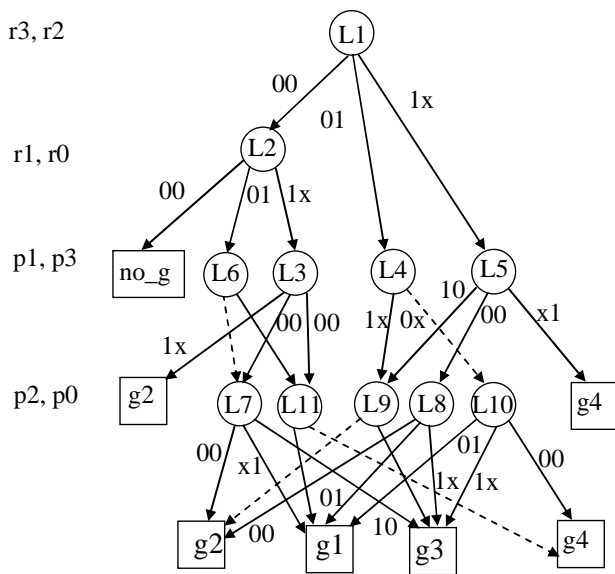 r3, r2
L1
00
01
1x
r1, r0
L2
00
01
1x
p1, p3
no_g
L6
L3
L4
L5
1x
00
00
1x
0x
10
00
x1
p2, p0
g2
L7
L11
L9
L8
L10
g4
00
x1
01
00
00
01
10
1x
1x
g2
g1
g3
g4